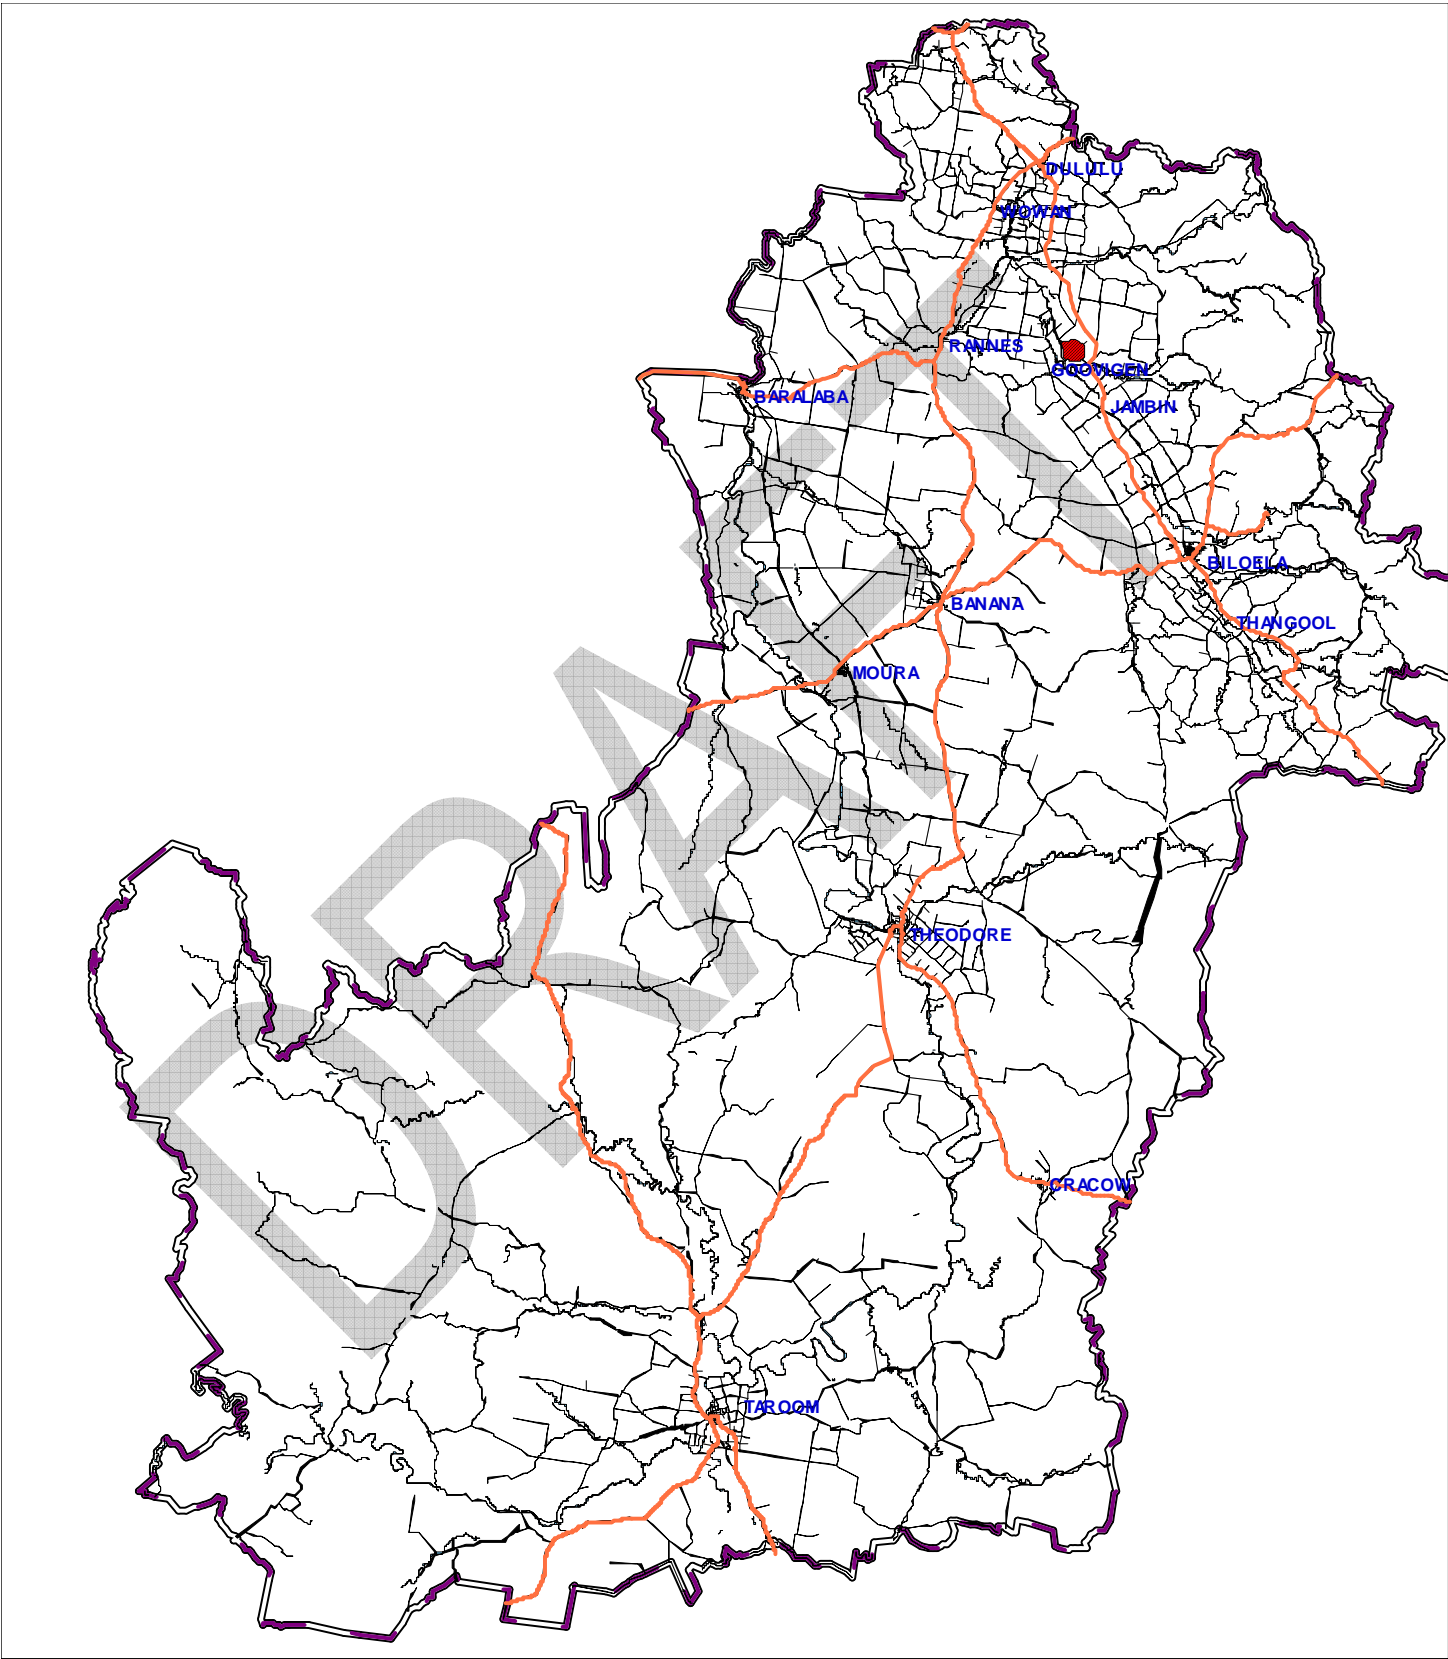 DULULU
WOWAN
RANNES
GOOVIGEN
BARALABA
JAMBIN
BILOELA
BANANA
THANGOOL
MOURA
THEODORE
CRACOW
TAROOM
DRAFT